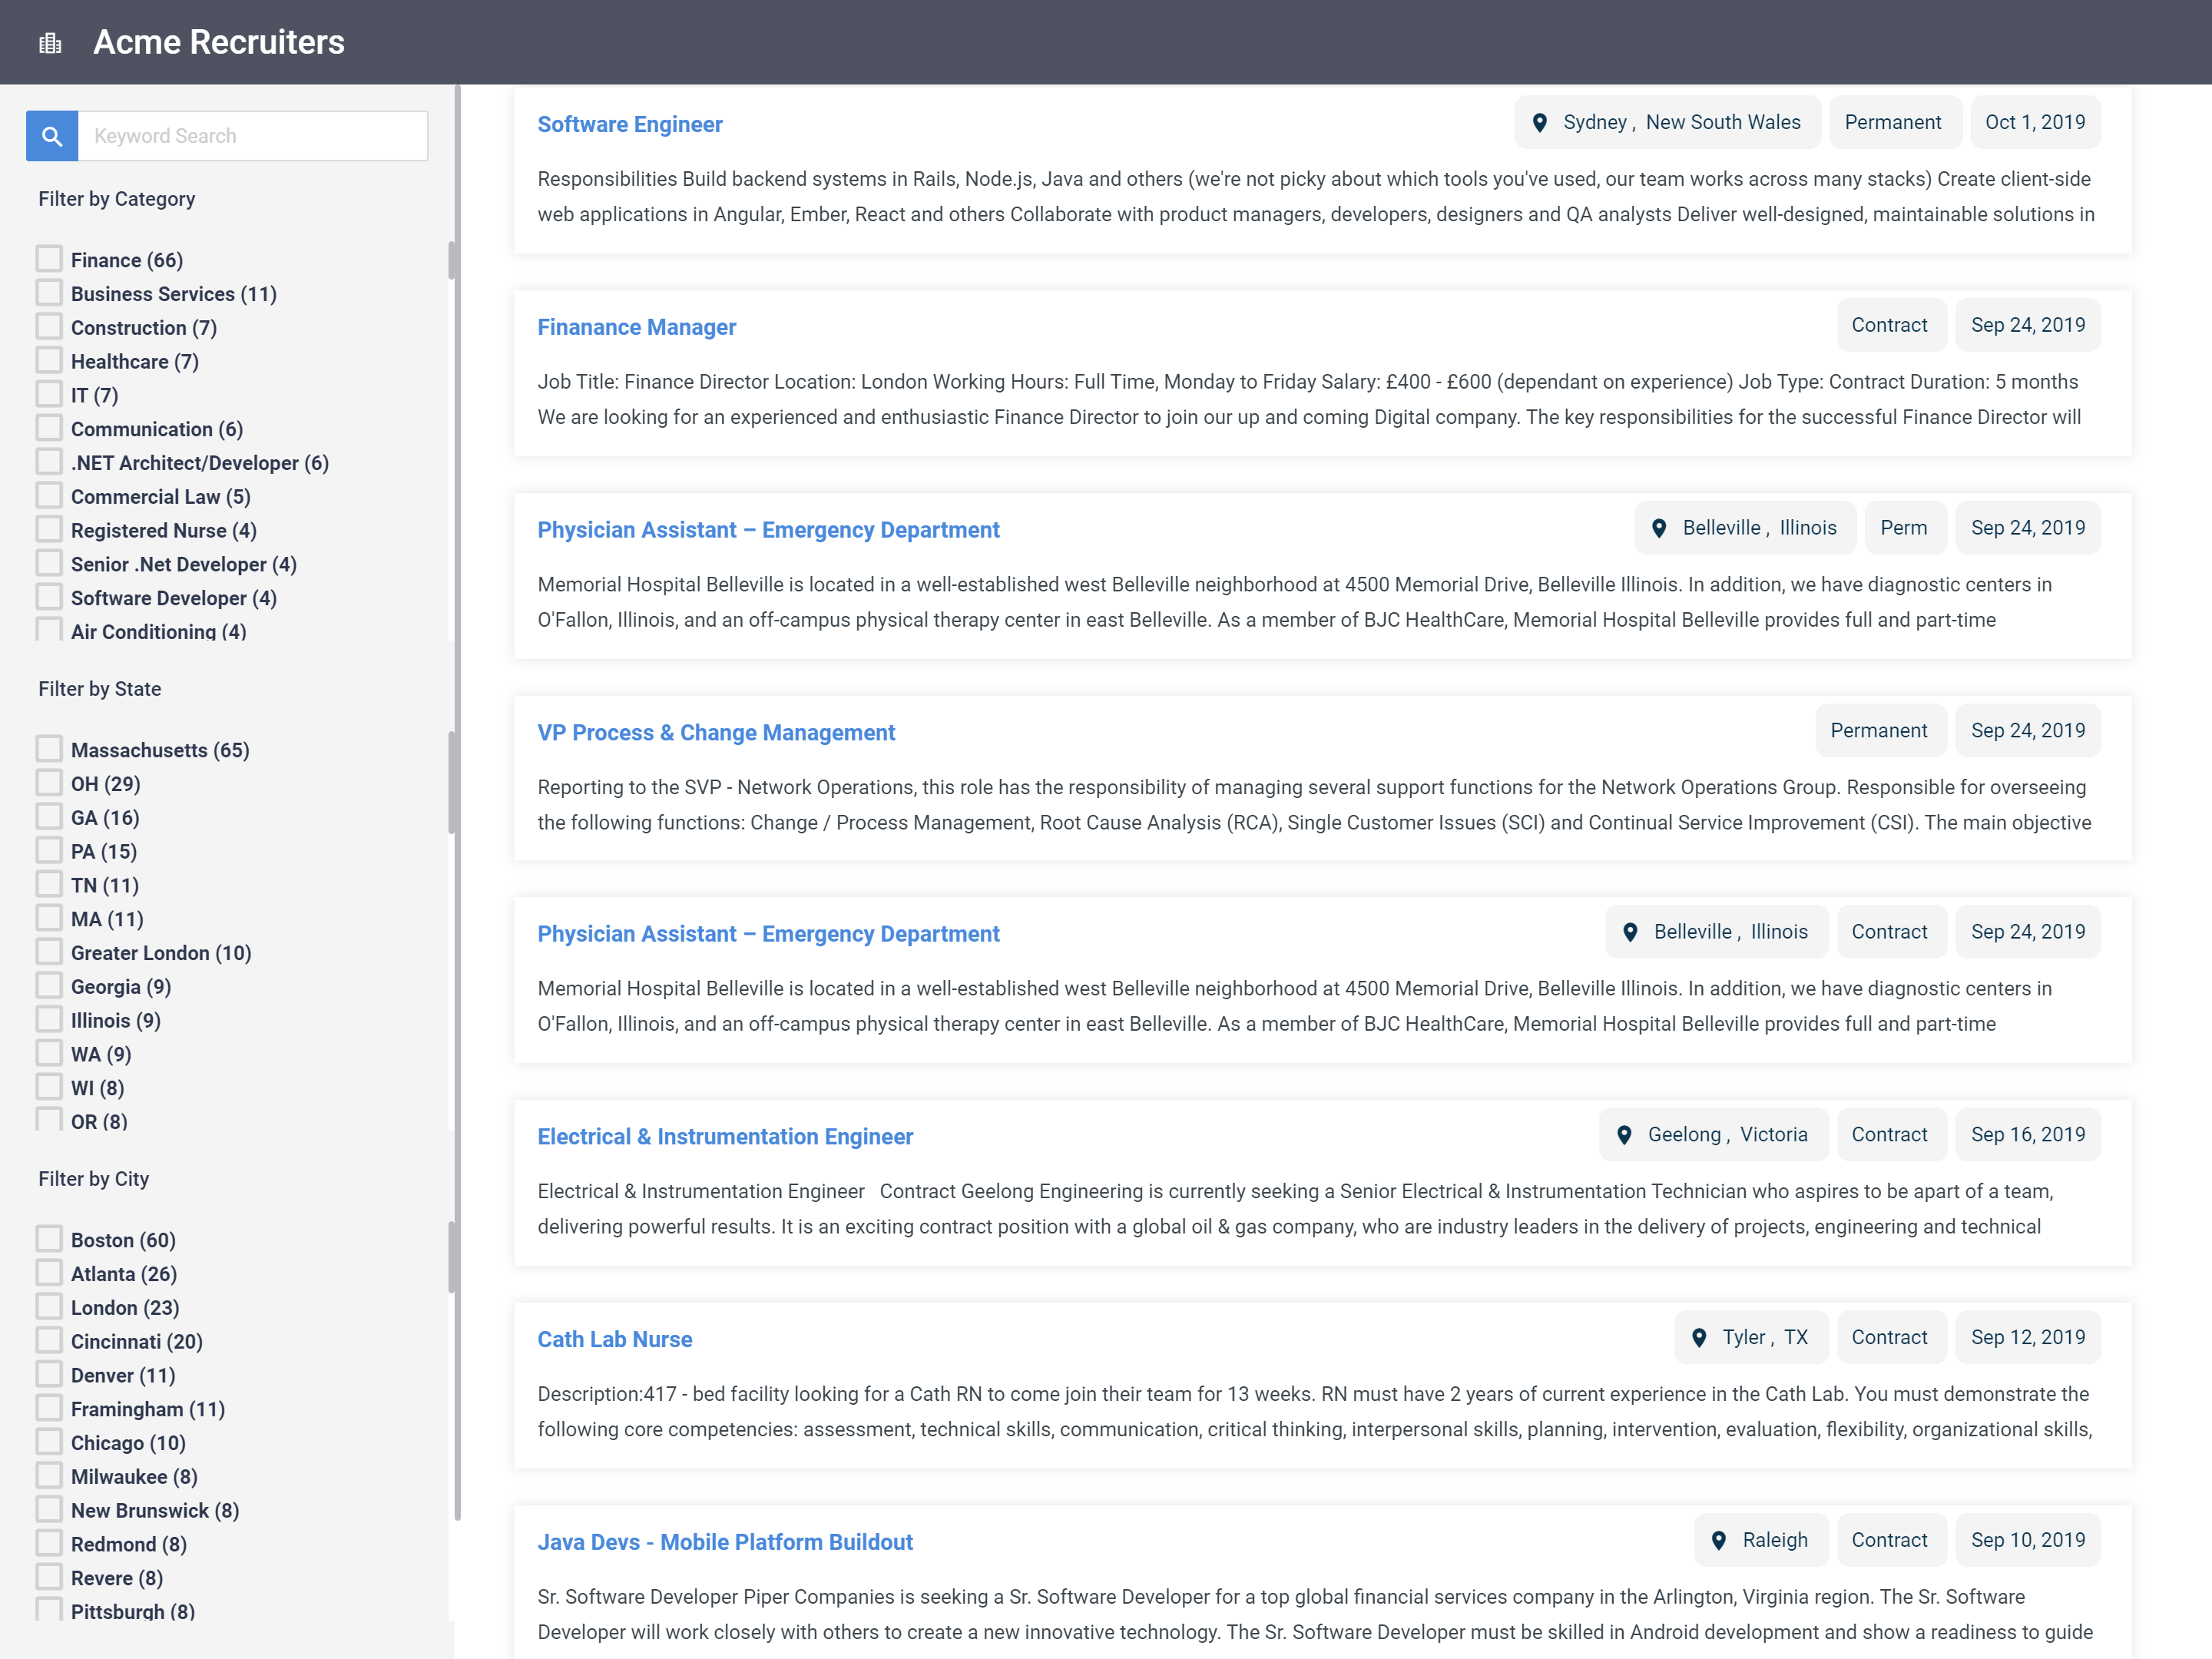 Acme Recruiters
Keyword Search
Filter by Category
Finance (66)
Business Services (11)
Construction (7)
Healthcare (7)
IT (7)
Communication (6)
.NET Architect/Developer (6)
Commercial Law (5)
Registered Nurse (4)
Senior .Net Developer (4)
Software Developer (4)
Air Conditioning (4)
Filter by State
Massachusetts (65)
OH (29)
GA (16)
PA (15)
TN (11)
MA (11)
Greater London (10)
Georgia (9)
Illinois (9)
WA (9)
WI (8)
OR (8)
Filter by City
Boston (60)
Atlanta (26)
London (23)
Cincinnati (20)
Denver (11)
Framingham (11)
Chicago (10)
Milwaukee (8)
New Brunswick (8)
Redmond (8)
Revere (8)
Pittsburgh (8)
Software Engineer
Sydney , New South Wales Permanent Oct 1, 2019
Responsibilities Build backend systems in Rails, Node.js, Java and others (we're not picky about which tools you've used, our team works across many stacks) Create client-side
web applications in Angular, Ember, React and others Collaborate with product managers, developers, designers and QA analysts Deliver well-designed, maintainable solutions in
Finanance Manager
Contract Sep 24, 2019
Job Title: Finance Director Location: London Working Hours: Full Time, Monday to Friday Salary: £400 - £600 (dependant on experience) Job Type: Contract Duration: 5 months
We are looking for an experienced and enthusiastic Finance Director to join our up and coming Digital company. The key responsibilities for the successful Finance Director will
Physician Assistant – Emergency Department
Belleville , Illinois Perm Sep 24, 2019
Memorial Hospital Belleville is located in a well-established west Belleville neighborhood at 4500 Memorial Drive, Belleville Illinois. In addition, we have diagnostic centers in
O'Fallon, Illinois, and an off-campus physical therapy center in east Belleville. As a member of BJC HealthCare, Memorial Hospital Belleville provides full and part-time
VP Process & Change Management
Permanent Sep 24, 2019
Reporting to the SVP - Network Operations, this role has the responsibility of managing several support functions for the Network Operations Group. Responsible for overseeing
the following functions: Change / Process Management, Root Cause Analysis (RCA), Single Customer Issues (SCI) and Continual Service Improvement (CSI). The main objective
Physician Assistant – Emergency Department
Belleville , Illinois Contract Sep 24, 2019
Memorial Hospital Belleville is located in a well-established west Belleville neighborhood at 4500 Memorial Drive, Belleville Illinois. In addition, we have diagnostic centers in
O'Fallon, Illinois, and an off-campus physical therapy center in east Belleville. As a member of BJC HealthCare, Memorial Hospital Belleville provides full and part-time
Electrical & Instrumentation Engineer
Geelong , Victoria Contract Sep 16, 2019
Electrical & Instrumentation Engineer Contract Geelong Engineering is currently seeking a Senior Electrical & Instrumentation Technician who aspires to be apart of a team,
delivering powerful results. It is an exciting contract position with a global oil & gas company, who are industry leaders in the delivery of projects, engineering and technical
Cath Lab Nurse
Tyler , TX Contract Sep 12, 2019
Description:417 - bed facility looking for a Cath RN to come join their team for 13 weeks. RN must have 2 years of current experience in the Cath Lab. You must demonstrate the
following core competencies: assessment, technical skills, communication, critical thinking, interpersonal skills, planning, intervention, evaluation, flexibility, organizational skills,
Java Devs - Mobile Platform Buildout
Raleigh Contract Sep 10, 2019
Sr. Software Developer Piper Companies is seeking a Sr. Software Developer for a top global financial services company in the Arlington, Virginia region. The Sr. Software
Developer will work closely with others to create a new innovative technology. The Sr. Software Developer must be skilled in Android development and show a readiness to guide